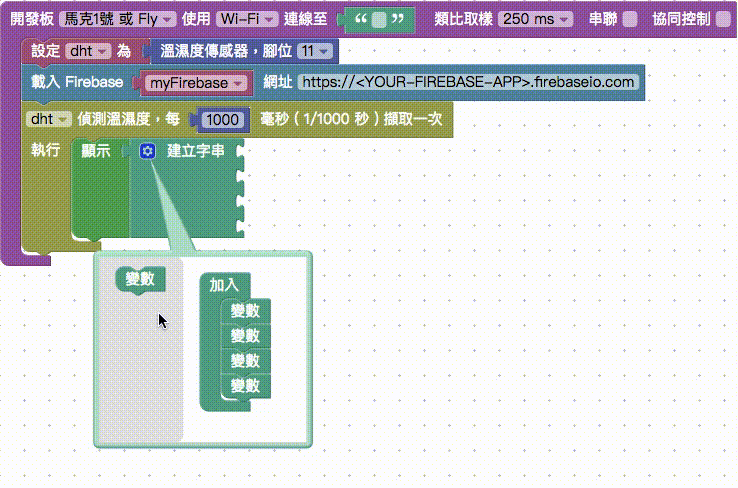 開發板 馬克1號 或 Fly 使用 Wi-Fi 連線至 “ ” 類比取樣 250 ms 串聯 協同控制
設定 dht 為 溫濕度傳感器，腳位 11
載入 Firebase myFirebase 網址 https://<YOUR-FIREBASE-APP>.firebaseio.com
dht 偵測溫濕度，每 1000 毫秒 ( 1/1000 秒 ) 擷取一次
執行 顯示 建立字串
變數 加入
變數
變數
變數
變數